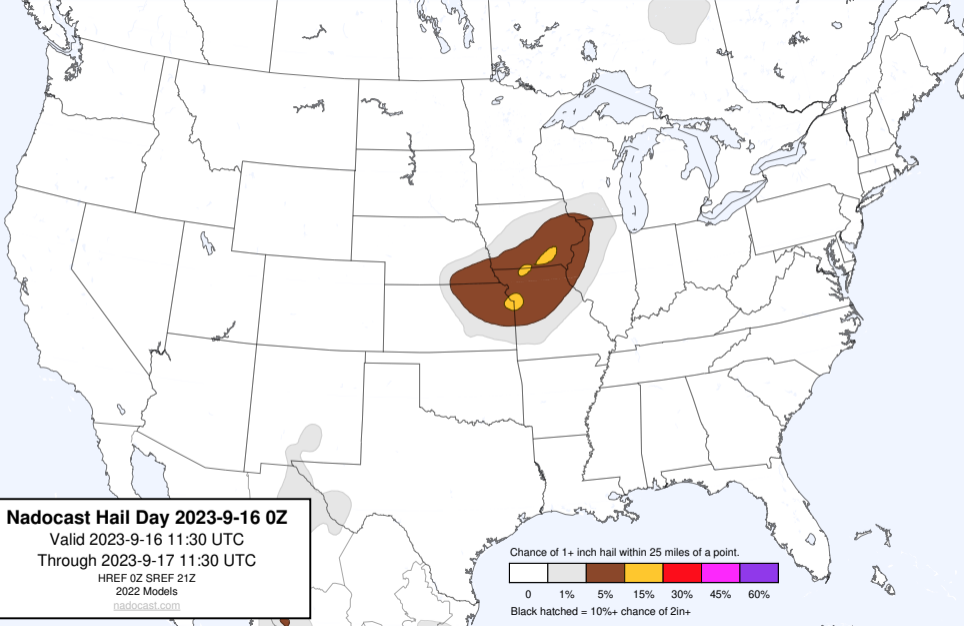 Nadocast Hail Day 2023-9-16 0Z
Valid 2023-9-16 11:30 UTC
Through 2023-9-17 11:30 UTC
HREF 0Z SREF 21Z
2022 Models
nadocast.com
Chance of 1+ inch hail within 25 miles of a point.
0 1% 5% 15% 30% 45% 60%
Black hatched = 10%+ chance of 2in+